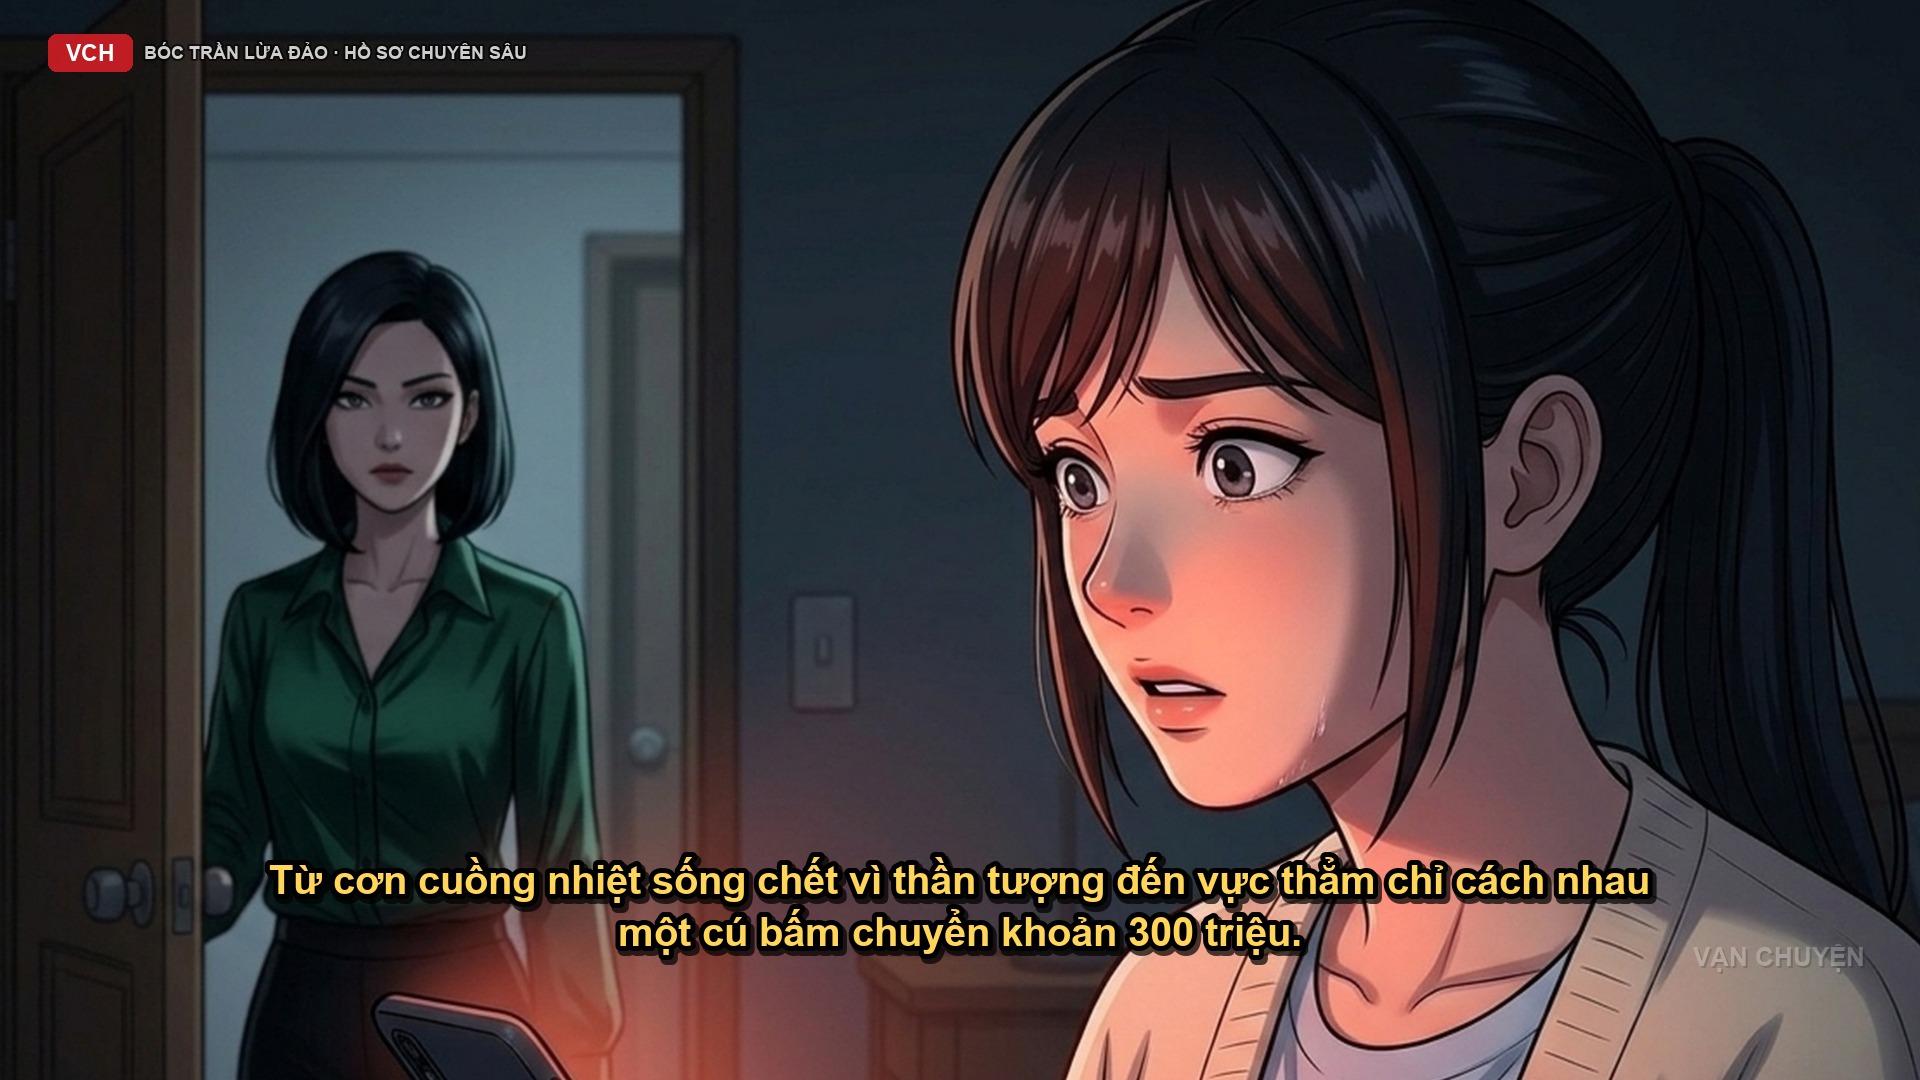 VCH BÓC TRẦN LỪA ĐẢO · HỒ SƠ CHUYÊN SÂU
Từ cơn cuồng nhiệt sống chết vì thần tượng đến vực thẳm chỉ cách nhau
một cú bấm chuyển khoản 300 triệu.
VẠN CHUYỆN